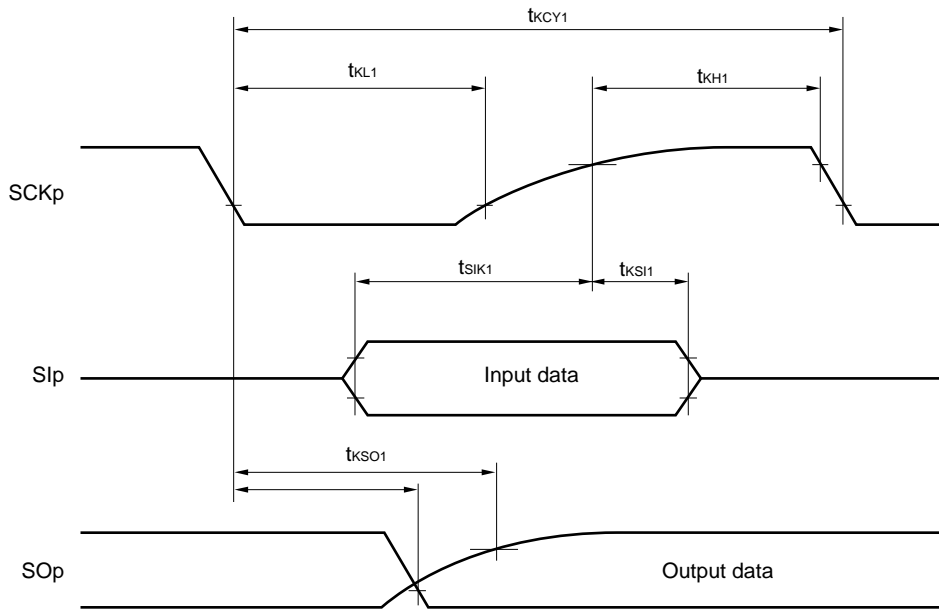 tKCY1
tKL1
tKH1
SCKp
tSIK1
tKSI1
SIp
Input data
tKSO1
SOp
Output data